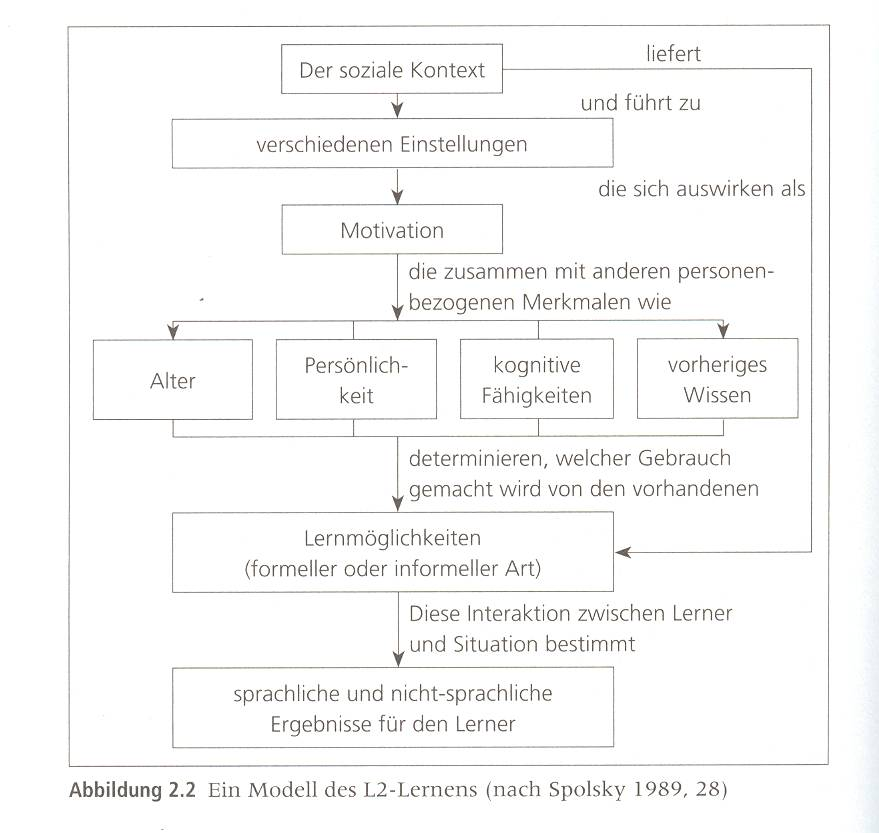 Der soziale Kontext
liefert
und führt zu
verschiedenen Einstellungen
die sich auswirken als
Motivation
die zusammen mit anderen personen-
bezogenen Merkmalen wie
Alter
Persönlich-
keit
kognitive
Fähigkeiten
vorheriges
Wissen
determinieren, welcher Gebrauch
gemacht wird von den vorhandenen
Lernmöglichkeiten
(formeller oder informeller Art)
Diese Interaktion zwischen Lerner
und Situation bestimmt
sprachliche und nicht-sprachliche
Ergebnisse für den Lerner
Abbildung 2.2 Ein Modell des L2-Lernens (nach Spolsky 1989, 28)